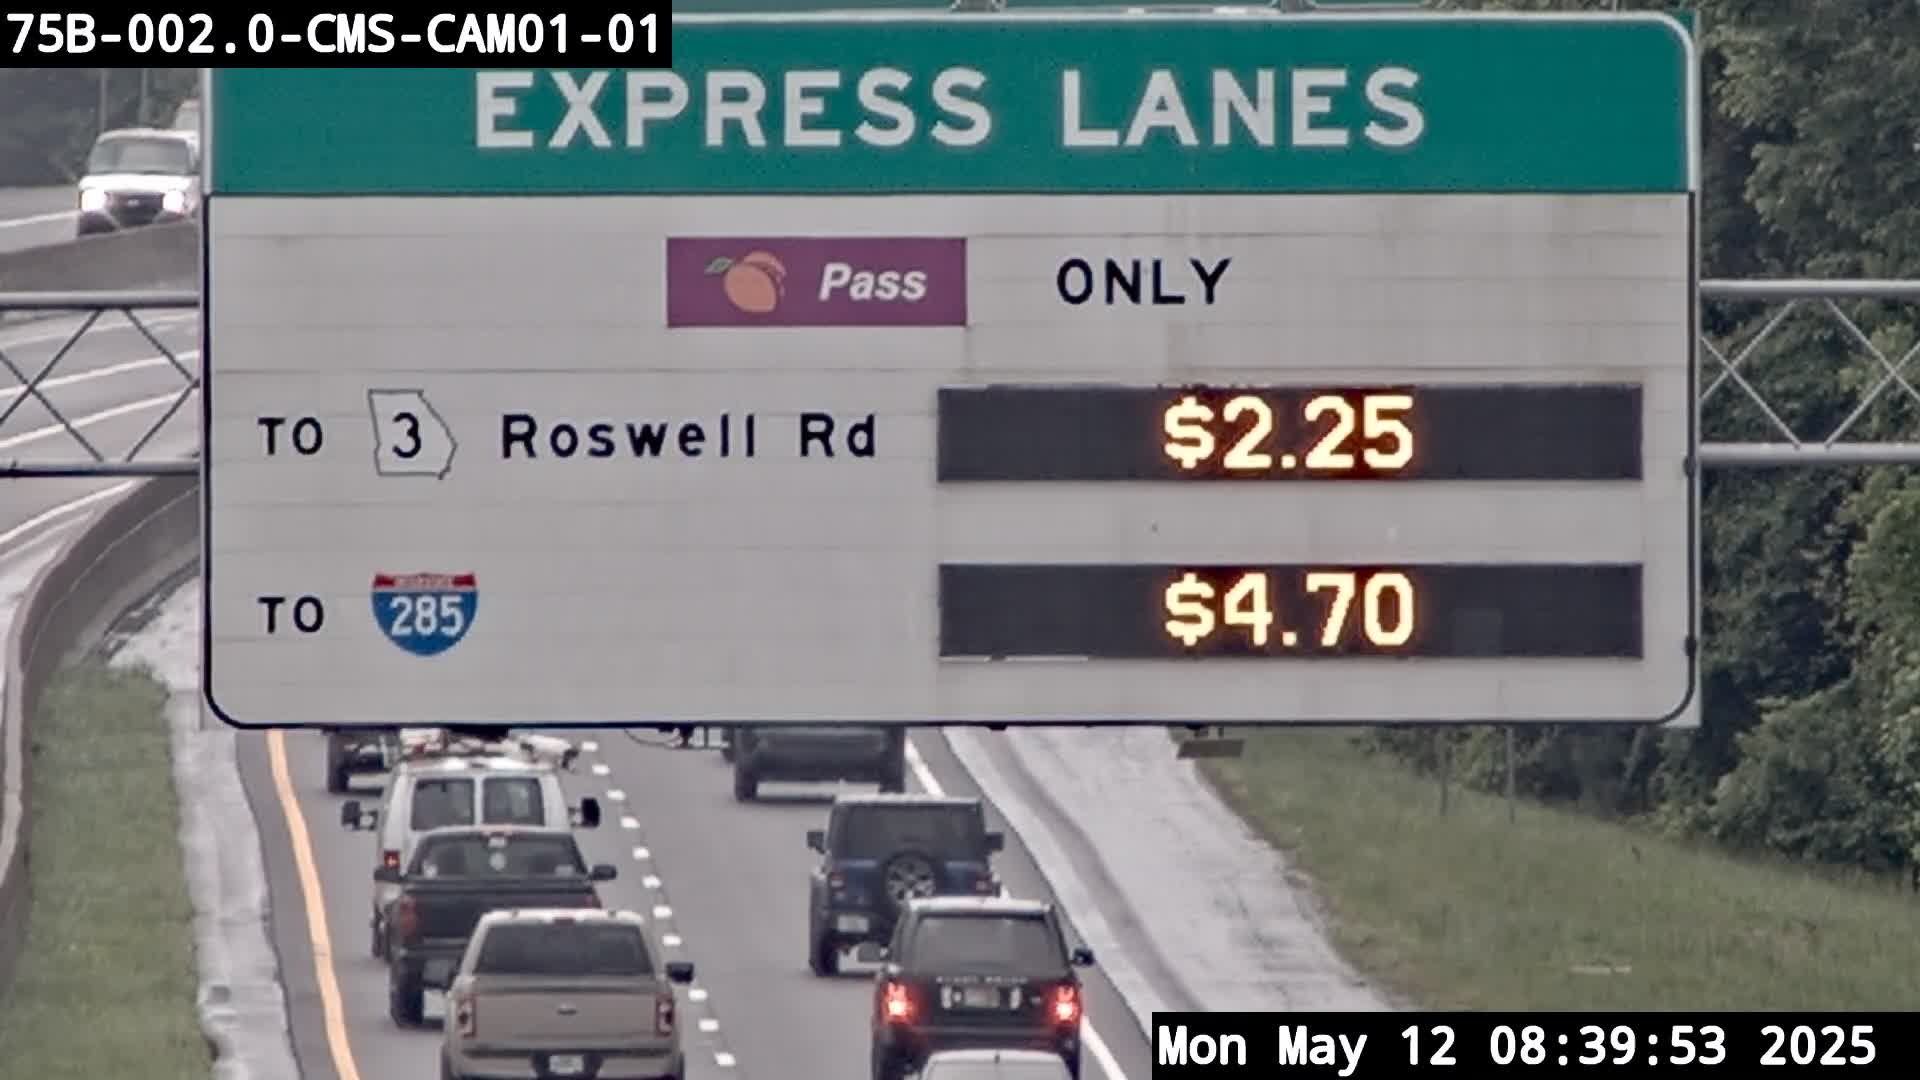 75B-002.0-CMS-CAM01-01
EXPRESS LANES
Pass ONLY
TO 3 Roswell Rd $2.25
TO 285 $4.70
Mon May 12 08:39:53 2025